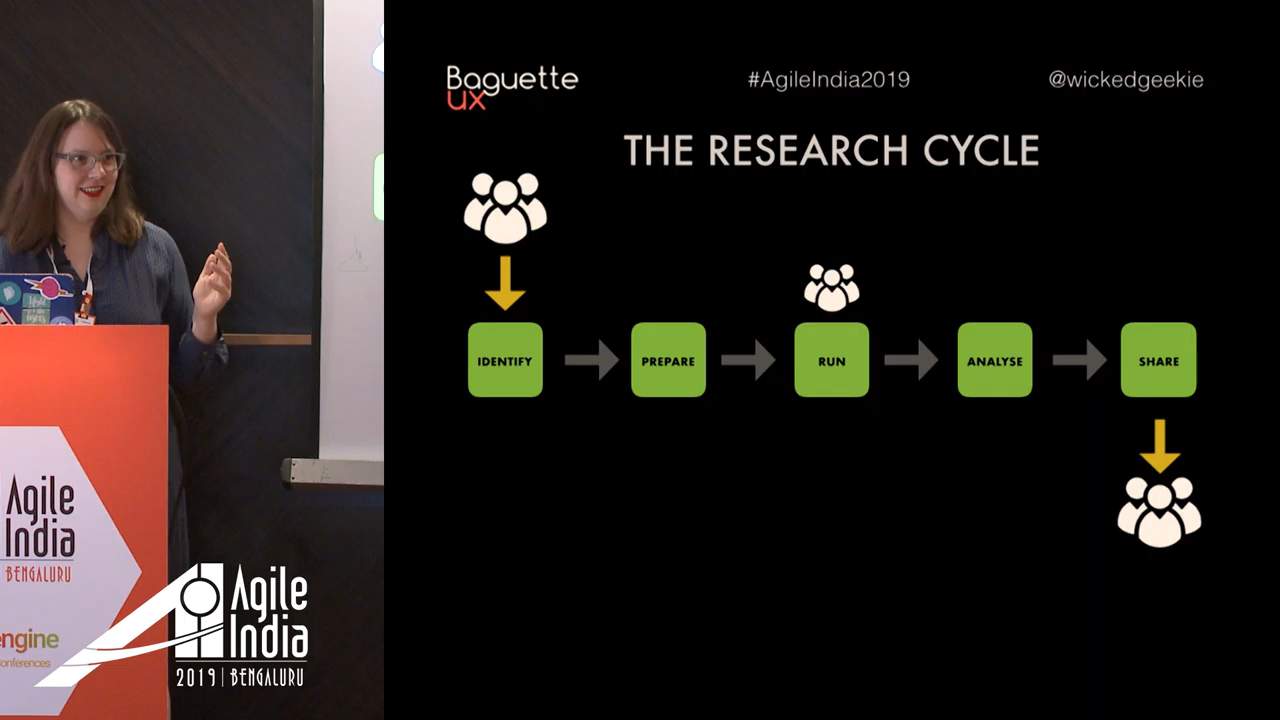 Baguette
ux
#AgileIndia2019
@wickedgeekie
THE RESEARCH CYCLE
IDENTIFY
PREPARE
RUN
ANALYSE
SHARE
Agile
India
BENGALURU
engine
onferences
Agile
India
2019 | BENGALURU